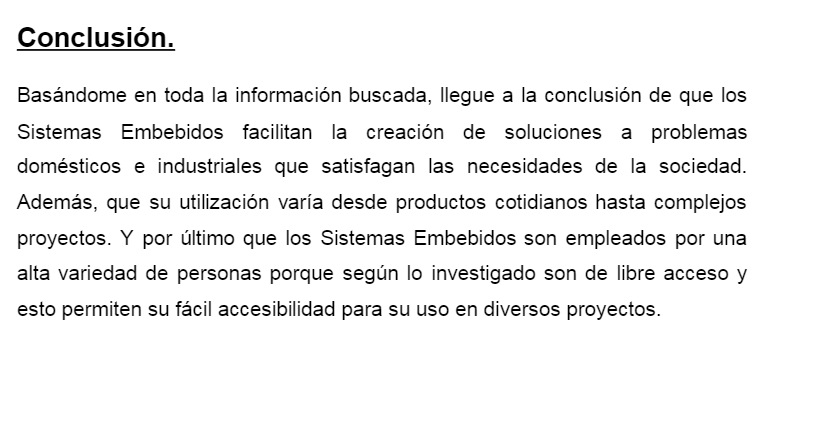 Conclusión.
Basándome en toda la información buscada, llegue a la conclusión de que los
Sistemas Embebidos facilitan la creación de soluciones a problemas
domésticos e industriales que satisfagan las necesidades de la sociedad.
Además, que su utilización varía desde productos cotidianos hasta complejos
proyectos. Y por último que los Sistemas Embebidos son empleados por una
alta variedad de personas porque según lo investigado son de libre acceso y
esto permiten su fácil accesibilidad para su uso en diversos proyectos.